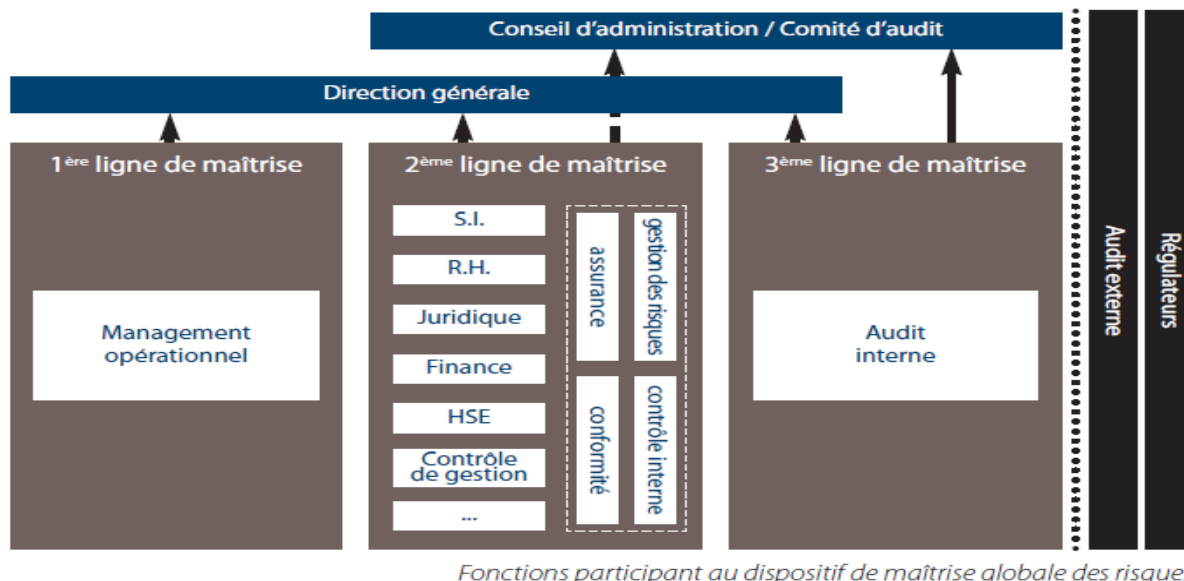 Conseil d'administration / Comité d'audit
Direction générale
1ère ligne de maîtrise
Management
opérationnel
2ème ligne de maîtrise
S.I.
R.H.
Juridique
Finance
HSE
Contrôle
de gestion
...
assurance
gestion des risques
conformité
contrôle interne
3ème ligne de maîtrise
Audit
interne
Audit externe
Régulateurs
Fonctions participant au dispositif de maîtrise globale des risque